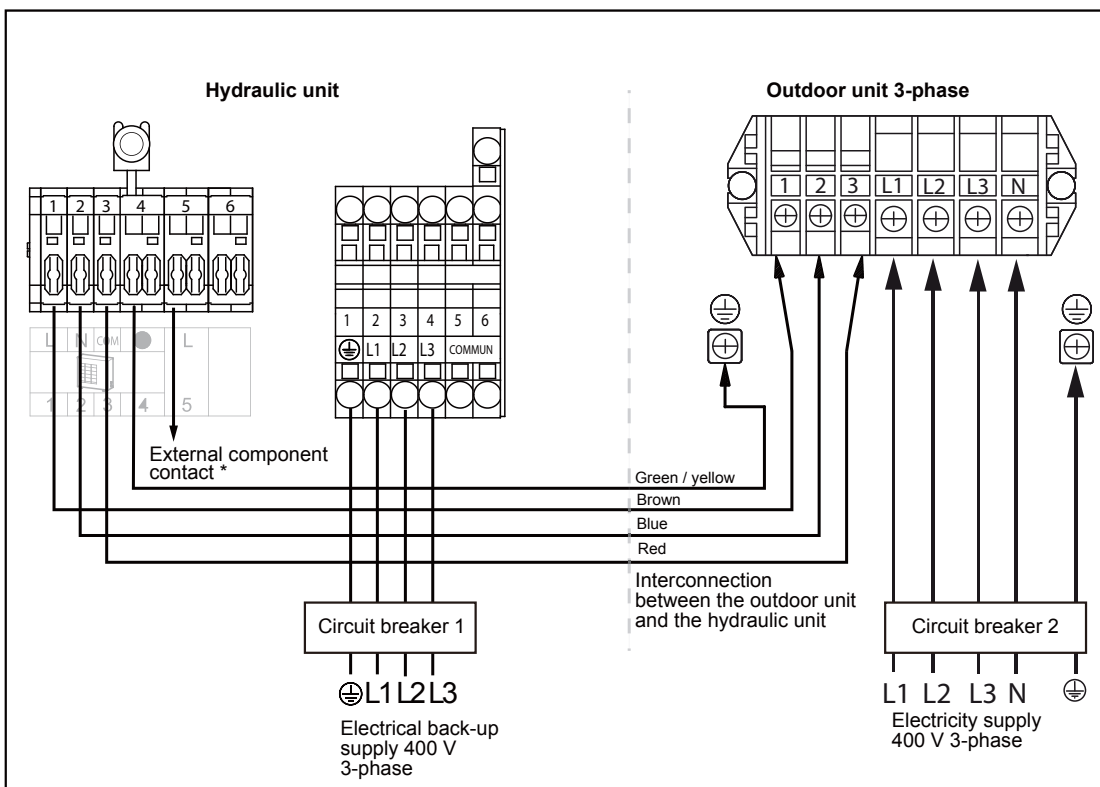 Hydraulic unit
Outdoor unit 3-phase
1 2 3 4 5 6
1 2 3 L1 L2 L3 N
1 2 3 4 5 6
L1 L2 L3 COMMUN
L N COM L
1 2 3 4 5
External component
contact *
Green / yellow
Brown
Blue
Red
Interconnection
between the outdoor unit
and the hydraulic unit
Circuit breaker 1
Circuit breaker 2
L1 L2 L3
L1 L2 L3 N
Electrical back-up
supply 400 V
3-phase
Electricity supply
400 V 3-phase